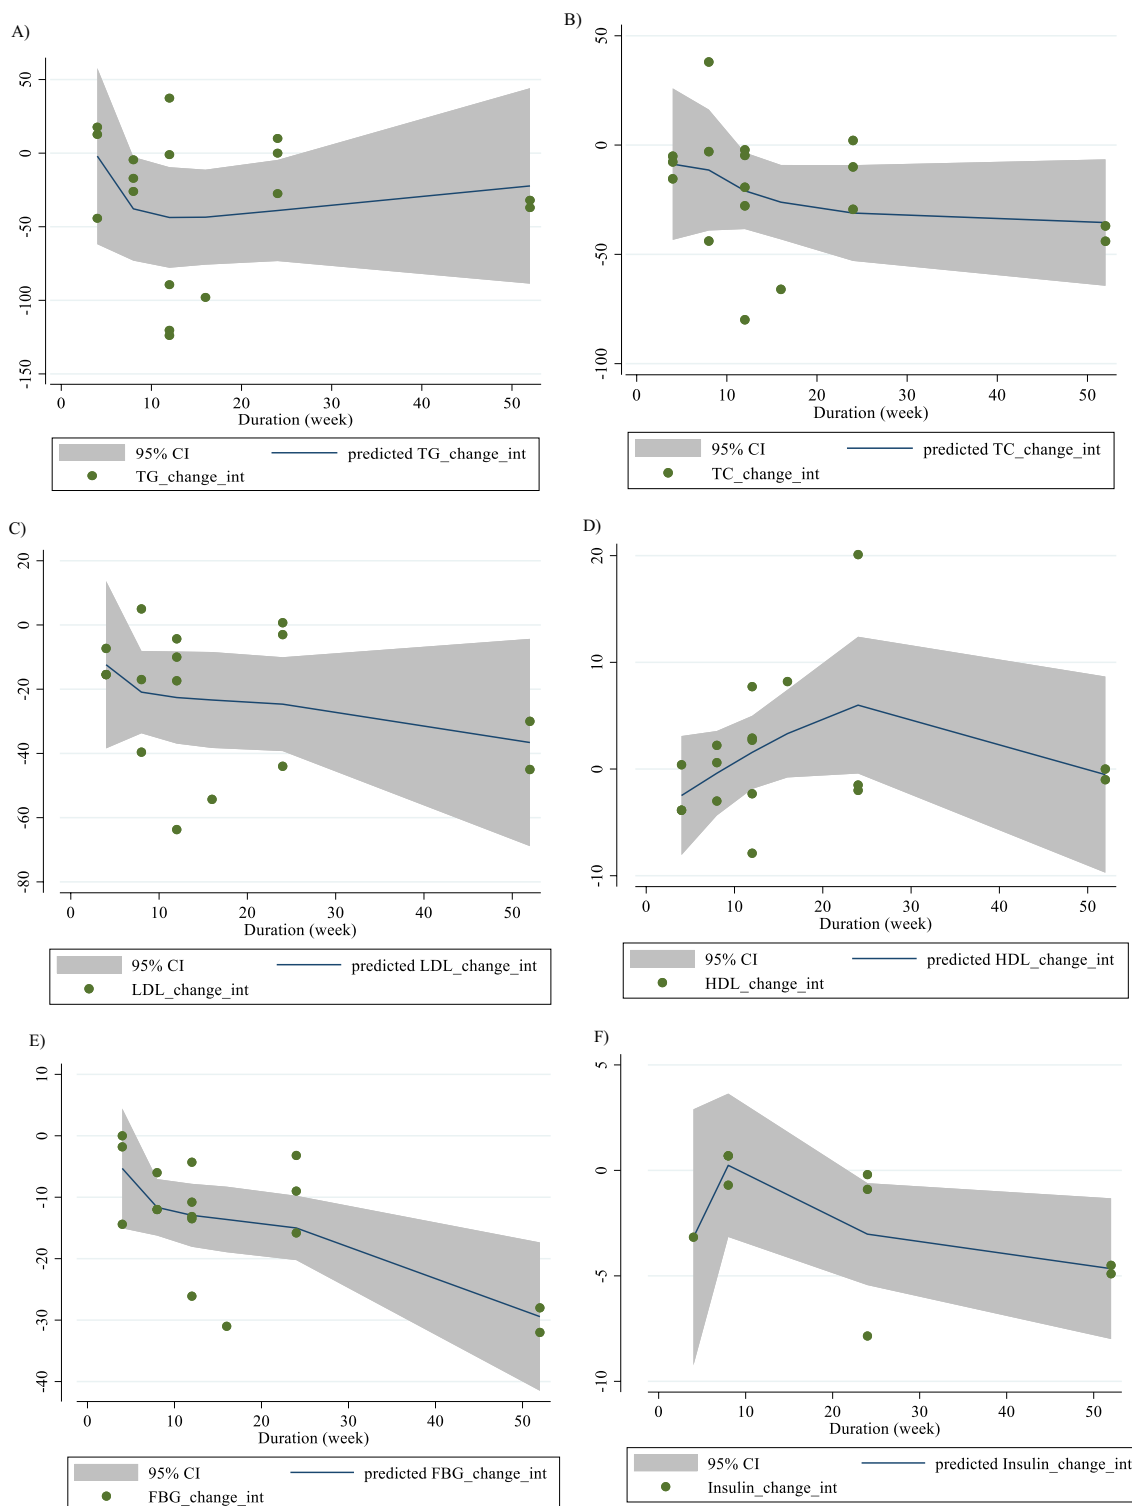 A)
50
0
-50
-100
-150
0 10 20 30 40 50
Duration (week)
95% CI predicted TG_change_int
TG_change_int
B)
50
0
-50
-100
0 10 20 30 40 50
Duration (week)
95% CI predicted TC_change_int
TC_change_int
C)
20
0
-20
-40
-60
-80
0 10 20 30 40 50
Duration (week)
95% CI predicted LDL_change_int
LDL_change_int
D)
20
10
0
-10
0 10 20 30 40 50
Duration (week)
95% CI predicted HDL_change_int
HDL_change_int
E)
10
0
-10
-20
-30
-40
0 10 20 30 40 50
Duration (week)
95% CI predicted FBG_change_int
FBG_change_int
F)
5
0
-5
-10
0 10 20 30 40 50
Duration (week)
95% CI predicted Insulin_change_int
Insulin_change_int